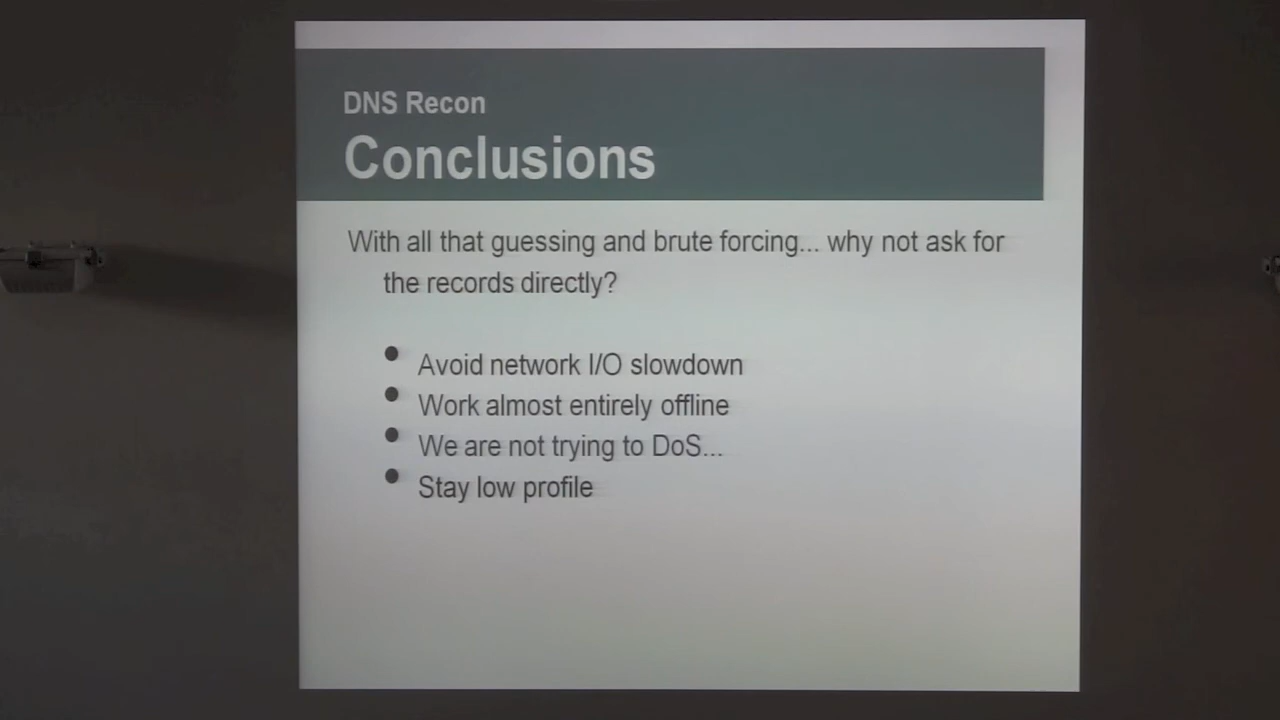 DNS Recon
Conclusions
With all that guessing and brute forcing... why not ask for
the records directly?
• Avoid network I/O slowdown
• Work almost entirely offline
• We are not trying to DoS...
• Stay low profile